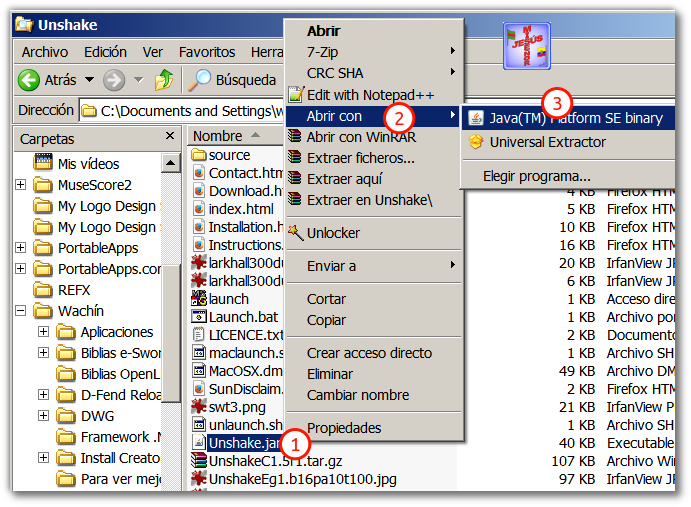 Unshake
Archivo Edición Ver Favoritos Herra
Atrás Búsqueda
Dirección C:\Documents and Settings\w
Carpetas
Mis vídeos
MuseScore2
My Logo Design
My Logo Design
PortableApps
PortableApps.com
REFX
Wachín
Aplicaciones
Biblias e-Swor
Biblias OpenL
D-Fend Reloa
DWG
Framework .N
Install Creator
Para ver mej
Nombre
source
Contact.htm
Download.h
index.html
Installation.h
Instructions.
larkhall300du
larkhall300du
launch
Launch.bat
LICENCE.txt
maclaunch.s
MacOSX.dm
SunDisclaim.
swt3.png
unlaunch.sh
Unshake.jar
UnshakeC1.5f1.tar.gz
UnshakeEg1.b16pa10t100.jpg
1
Abrir
7-Zip
CRC SHA
Edit with Notepad++
Abrir con
2
Abrir con WinRAR
Extraer ficheros...
Extraer aquí
Extraer en Unshake\
Unlocker
Enviar a
Cortar
Copiar
Crear acceso directo
Eliminar
Cambiar nombre
Propiedades
JESÚS
3
Java(TM) Platform SE binary
Universal Extractor
Elegir programa...
4 KB Firefox HTM
5 KB Firefox HTM
10 KB Firefox HTM
16 KB Firefox HTM
20 KB IrfanView JP
6 KB IrfanView JP
1 KB Acceso dire
1 KB Archivo por
2 KB Documento
1 KB Archivo SH
49 KB Archivo DM
2 KB Firefox HTM
21 KB IrfanView PN
1 KB Archivo SH
40 KB Executable
107 KB Archivo Win
97 KB IrfanView JP